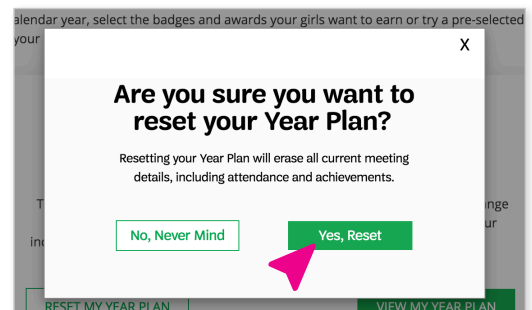 alendar year, select the badges and awards your girls want to earn or try a pre-selected
your
X
Are you sure you want to
reset your Year Plan?
Resetting your Year Plan will erase all current meeting
details, including attendance and achievements.
No, Never Mind
Yes, Reset
RESET MY YEAR PLAN
VIEW MY YEAR PLAN